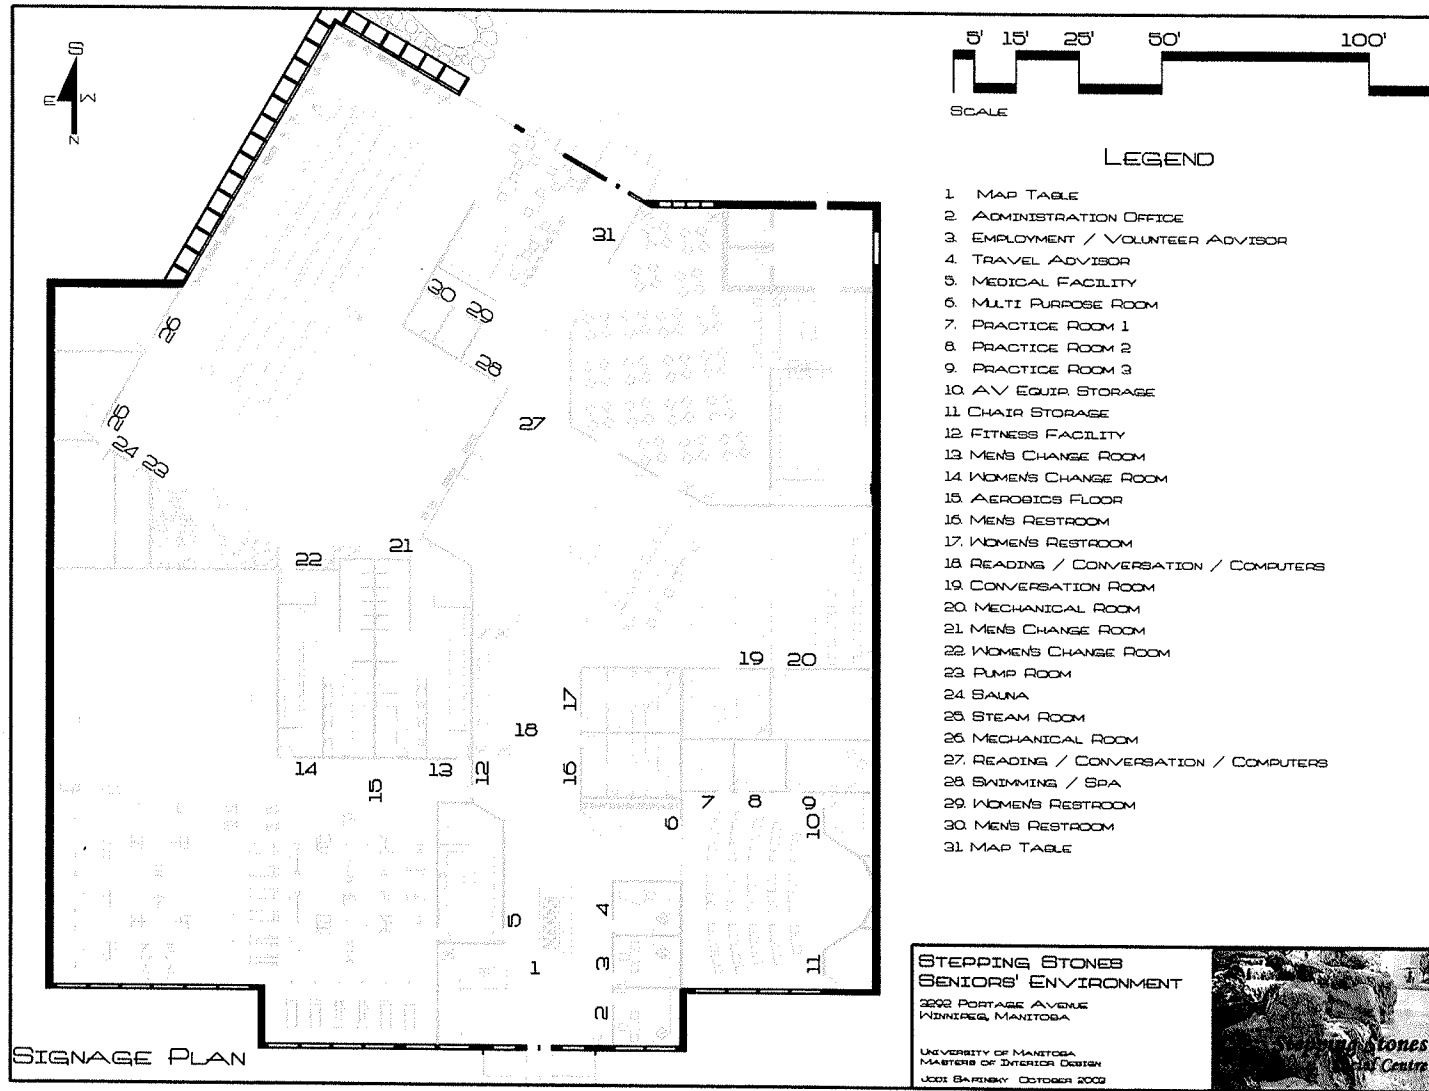 S
E
W
N
5' 15' 25' 50' 100'
SCALE
LEGEND
1. MAP TABLE
2. ADMINISTRATION OFFICE
3. EMPLOYMENT / VOLUNTEER ADVISOR
4. TRAVEL ADVISOR
5. MEDICAL FACILITY
6. MULTI PURPOSE ROOM
7. PRACTICE ROOM 1
8. PRACTICE ROOM 2
9. PRACTICE ROOM 3
10. AV EQUIP. STORAGE
11. CHAIR STORAGE
12. FITNESS FACILITY
13. MEN'S CHANGE ROOM
14. WOMEN'S CHANGE ROOM
15. AEROBICS FLOOR
16. MEN'S RESTROOM
17. WOMEN'S RESTROOM
18. READING / CONVERSATION / COMPUTERS
19. CONVERSATION ROOM
20. MECHANICAL ROOM
21. MEN'S CHANGE ROOM
22. WOMEN'S CHANGE ROOM
23. PUMP ROOM
24. SAUNA
25. STEAM ROOM
26. MECHANICAL ROOM
27. READING / CONVERSATION / COMPUTERS
28. SWIMMING / SPA
29. WOMEN'S RESTROOM
30. MEN'S RESTROOM
31. MAP TABLE
31
30 29
26
28
25
27
24 23
21
22
19 20
17
18
14 13 12 16
15
7 8 9
6 10
5 4
1 3 11
2
SIGNAGE PLAN
STEPPING STONES
SENIORS' ENVIRONMENT
3292 PORTAGE AVENUE
WINNIPEG, MANITOBA
UNIVERSITY OF MANITOBA
MASTERS OF INTERIOR DESIGN
Stepping Stones
Centre